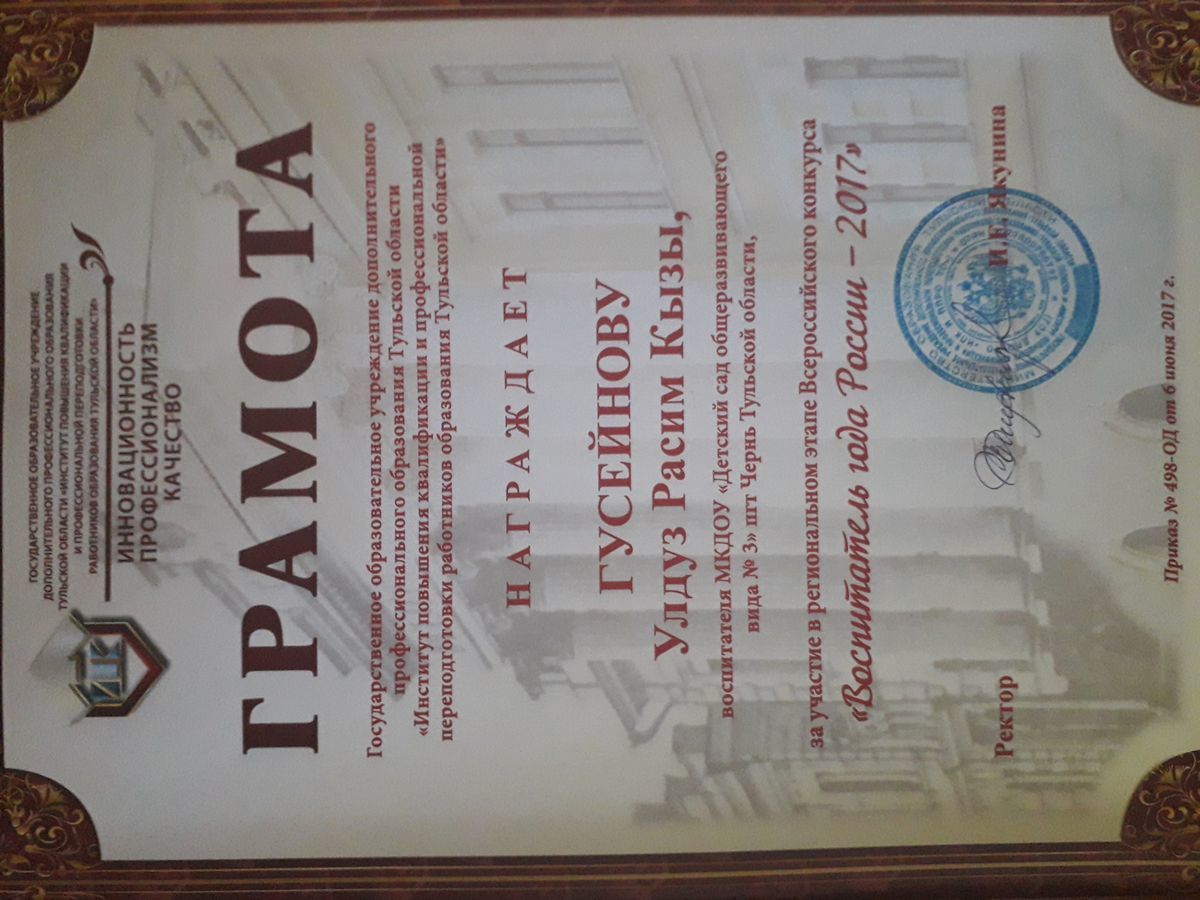 ГОСУДАРСТВЕННОЕ ОБРАЗОВАТЕЛЬНОЕ УЧРЕЖДЕНИЕ
ДОПОЛНИТЕЛЬНОГО ПРОФЕССИОНАЛЬНОГО ОБРАЗОВАНИЯ
ТУЛЬСКОЙ ОБЛАСТИ «ИНСТИТУТ ПОВЫШЕНИЯ КВАЛИФИКАЦИИ
И ПРОФЕССИОНАЛЬНОЙ ПЕРЕПОДГОТОВКИ
РАБОТНИКОВ ОБРАЗОВАНИЯ ТУЛЬСКОЙ ОБЛАСТИ»
ИННОВАЦИОННОСТЬ
ПРОФЕССИОНАЛИЗМ
КАЧЕСТВО
ГРАМОТА
Государственное образовательное учреждение дополнительного
профессионального образования Тульской области
«Институт повышения квалификации и профессиональной
переподготовки работников образования Тульской области»
НАГРАЖДАЕТ
ГУСЕЙНОВУ
Улдуз Расим Кызы,
воспитателя МКДОУ «Детский сад общеразвивающего
вида № 3» пгт Чернь Тульской области,
за участие в региональном этапе Всероссийского конкурса
«Воспитатель года России – 2017»
Ректор И.Е. Якунина
Приказ № 498-ОД от 6 июня 2017 г.